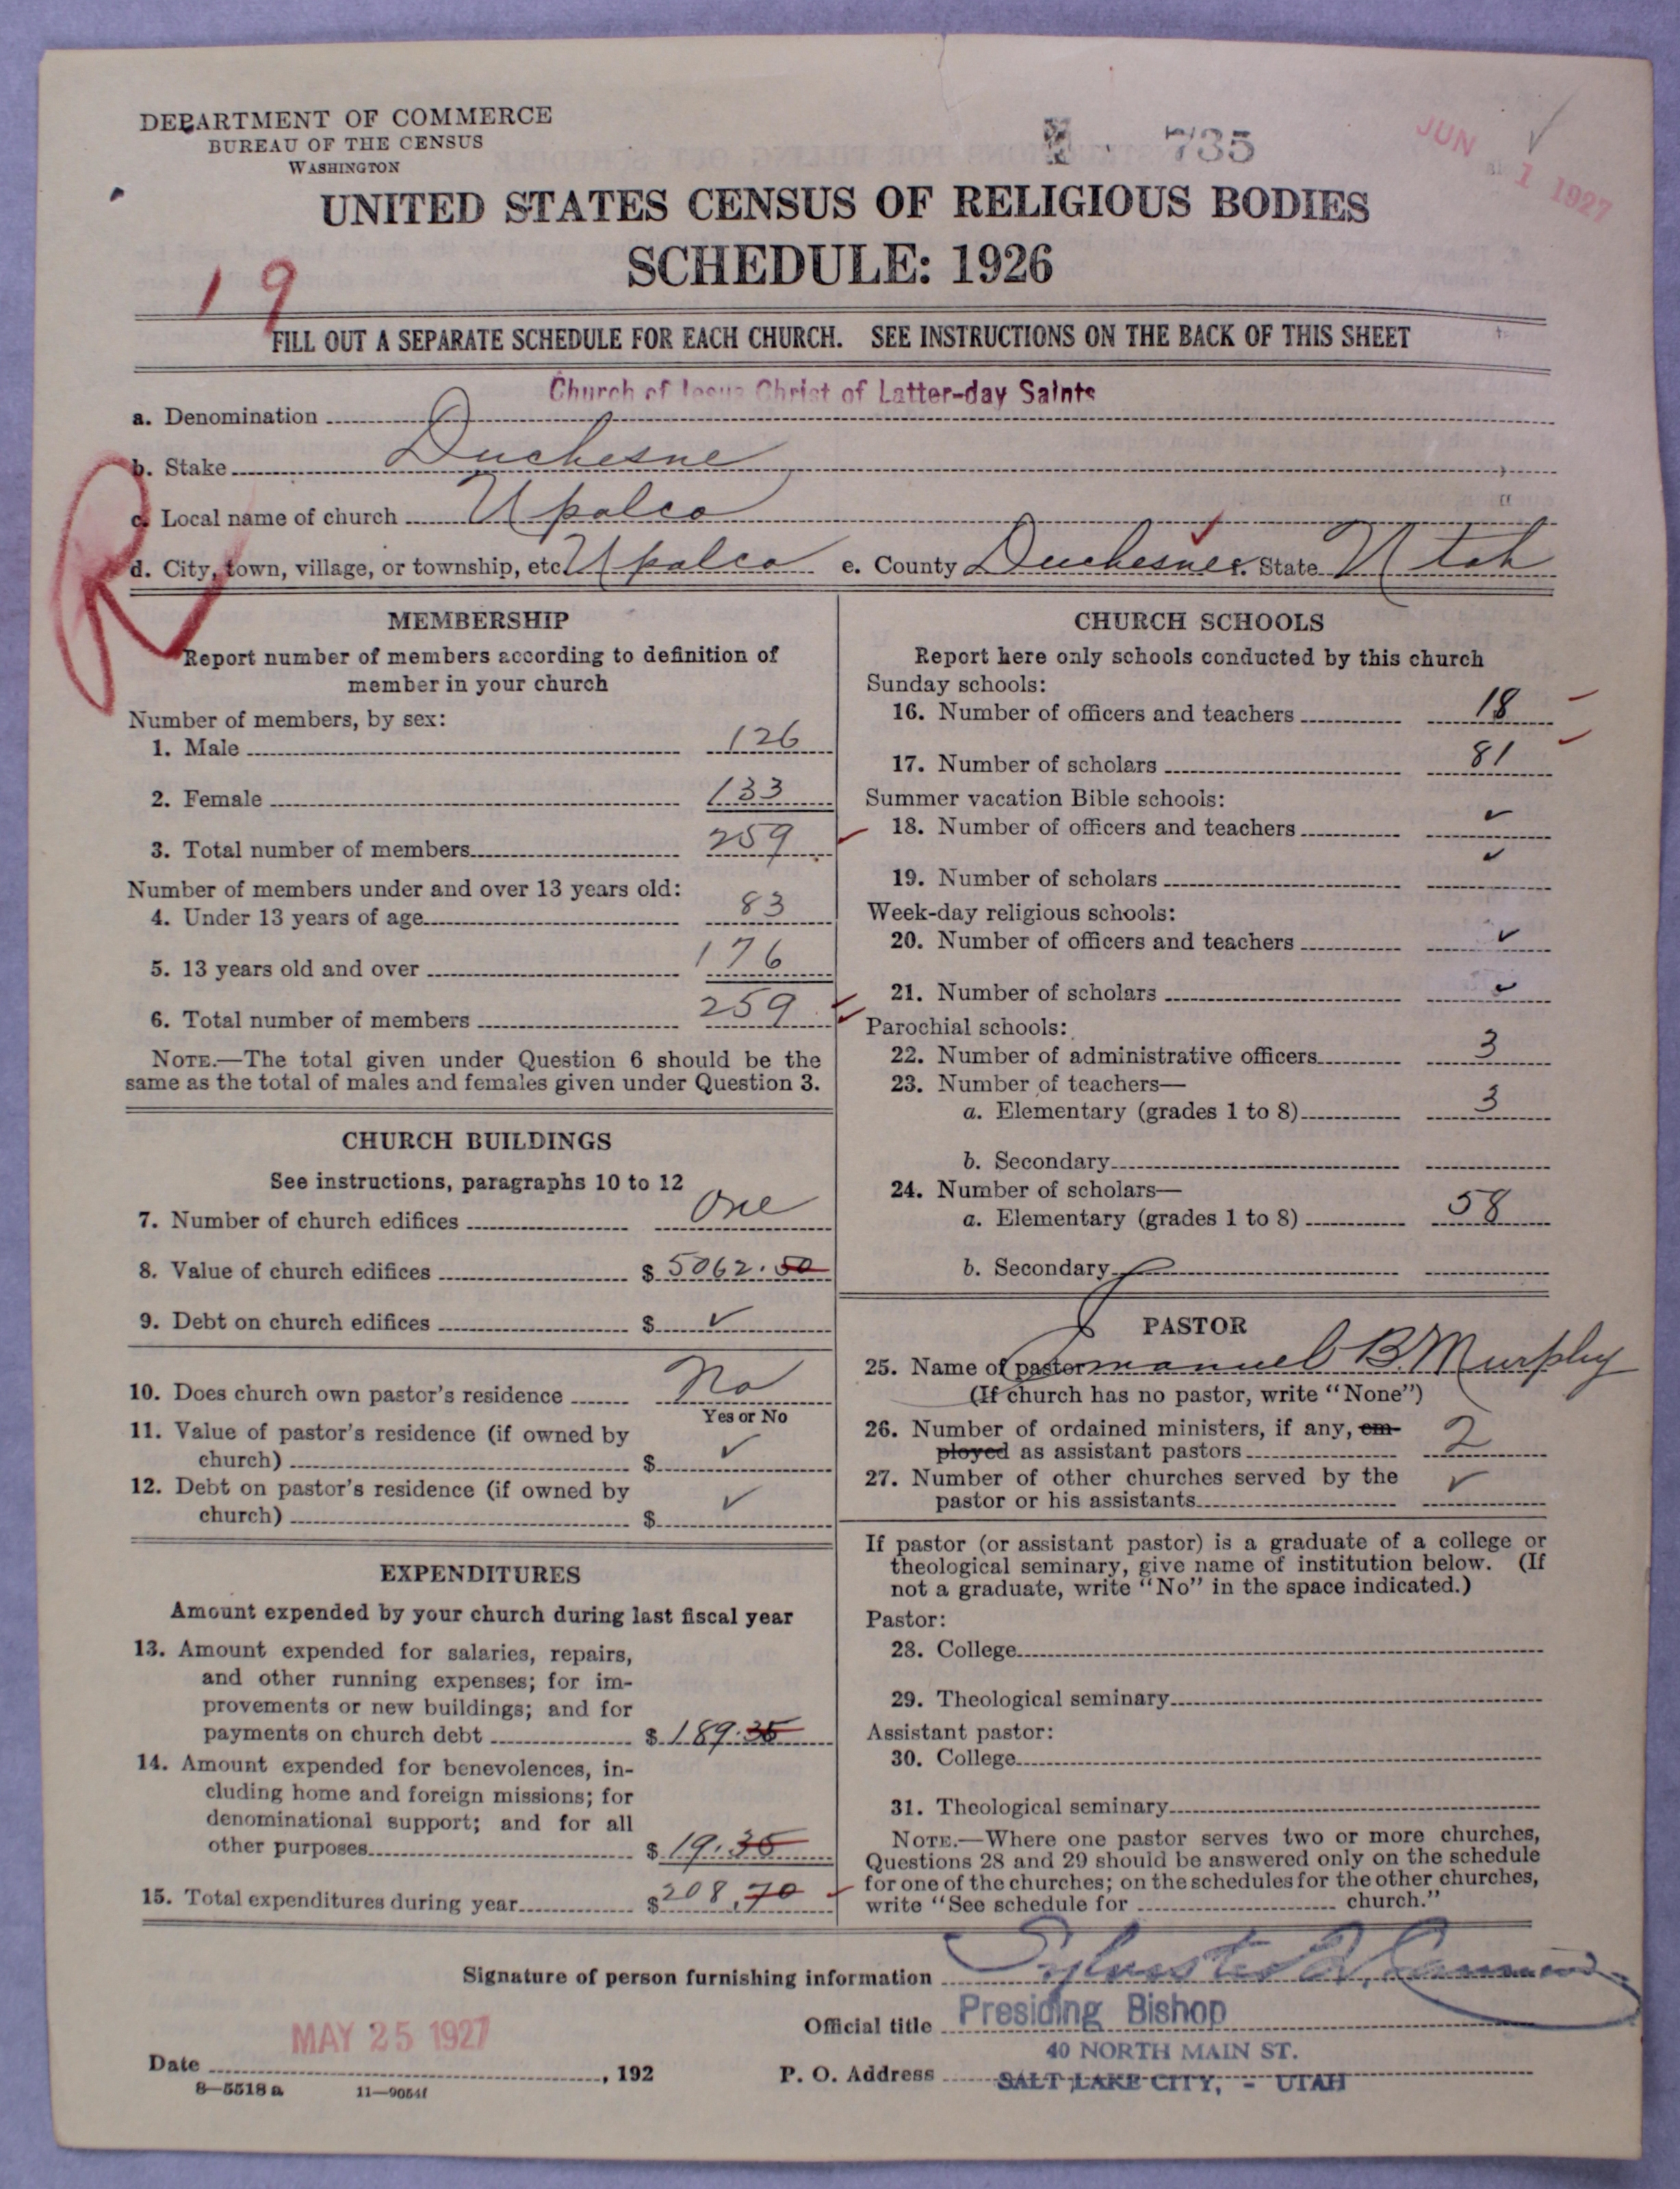 DEPARTMENT OF COMMERCE
BUREAU OF THE CENSUS
WASHINGTON
735
JUN 1 1927
UNITED STATES CENSUS OF RELIGIOUS BODIES
SCHEDULE: 1926
19
FILL OUT A SEPARATE SCHEDULE FOR EACH CHURCH. SEE INSTRUCTIONS ON THE BACK OF THIS SHEET
Church of Jesus Christ of Latter-day Saints
a. Denomination
b. Stake Duchesne
c. Local name of church Upalco
d. City, town, village, or township, etc. Upalco e. County Duchesne f. State Utah
R
MEMBERSHIP
Report number of members according to definition of
member in your church
Number of members, by sex:
1. Male 126
2. Female 133
3. Total number of members 259 ✓
Number of members under and over 13 years old:
4. Under 13 years of age 83
5. 13 years old and over 176
6. Total number of members 259 ✓
NOTE.—The total given under Question 6 should be the
same as the total of males and females given under Question 3.
CHURCH BUILDINGS
See instructions, paragraphs 10 to 12
7. Number of church edifices One
8. Value of church edifices $ 5062.50
9. Debt on church edifices $ ✓
10. Does church own pastor's residence No
Yes or No
11. Value of pastor's residence (if owned by
church) $ ✓
12. Debt on pastor's residence (if owned by
church) $ ✓
EXPENDITURES
Amount expended by your church during last fiscal year
13. Amount expended for salaries, repairs,
and other running expenses; for im-
provements or new buildings; and for
payments on church debt $ 189.35
14. Amount expended for benevolences, in-
cluding home and foreign missions; for
denominational support; and for all
other purposes $ 19.35
15. Total expenditures during year $ 208.70 ✓
CHURCH SCHOOLS
Report here only schools conducted by this church
Sunday schools:
16. Number of officers and teachers 18
17. Number of scholars 81
Summer vacation Bible schools:
18. Number of officers and teachers ✓
19. Number of scholars ✓
Week-day religious schools:
20. Number of officers and teachers ✓
21. Number of scholars ✓
Parochial schools:
22. Number of administrative officers 3
23. Number of teachers—
a. Elementary (grades 1 to 8) 3
b. Secondary
24. Number of scholars—
a. Elementary (grades 1 to 8) 58
b. Secondary
PASTOR
25. Name of pastor Emanuel B. Murphy
(If church has no pastor, write "None")
26. Number of ordained ministers, if any, em-
ployed as assistant pastors 2
27. Number of other churches served by the
pastor or his assistants ✓
If pastor (or assistant pastor) is a graduate of a college or
theological seminary, give name of institution below. (If
not a graduate, write "No" in the space indicated.)
Pastor:
28. College
29. Theological seminary
Assistant pastor:
30. College
31. Theological seminary
NOTE.—Where one pastor serves two or more churches,
Questions 28 and 29 should be answered only on the schedule
for one of the churches; on the schedules for the other churches,
write "See schedule for church."
Signature of person furnishing information Sylvester Q. Cannon
Official title Presiding Bishop
MAY 25 1927
Date , 192
P. O. Address 40 NORTH MAIN ST.
SALT LAKE CITY, - UTAH
8—5518 a 11—9054f